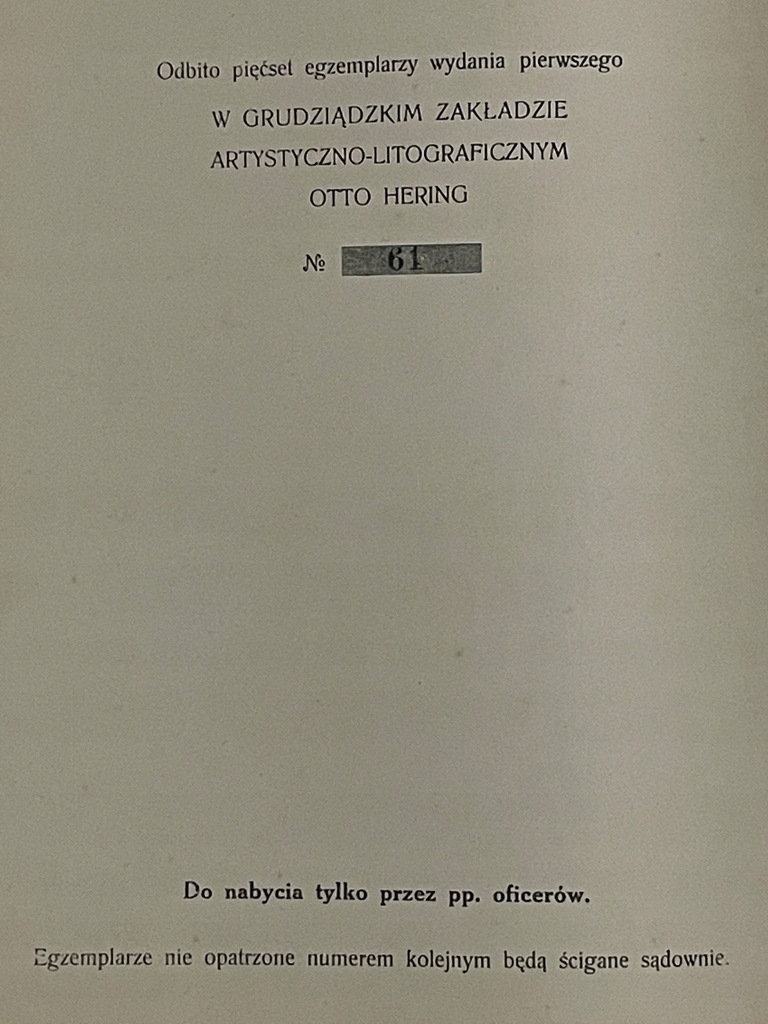 Odbito pięćset egzemplarzy wydania pierwszego
W GRUDZIĄDZKIM ZAKŁADZIE
ARTYSTYCZNO-LITOGRAFICZNYM
OTTO HERING
№ 61
Do nabycia tylko przez pp. oficerów.
Egzemplarze nie opatrzone numerem kolejnym będą ścigane sądownie.